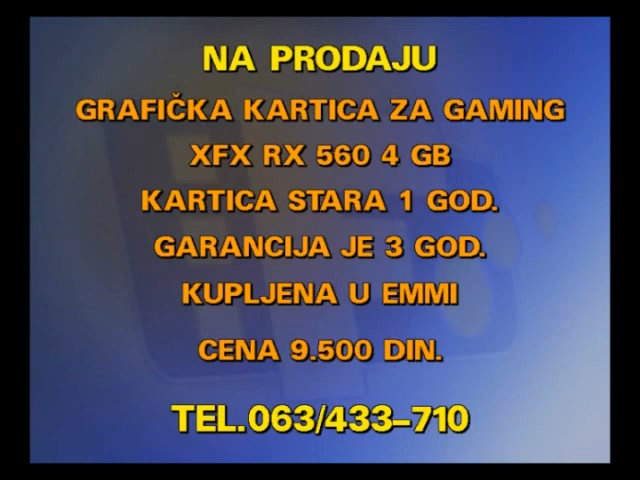 NA PRODAJU
GRAFIČKA KARTICA ZA GAMING
XFX RX 560 4 GB
KARTICA STARA 1 GOD.
GARANCIJA JE 3 GOD.
KUPLJENA U EMMI
CENA 9.500 DIN.
TEL.063/433-710